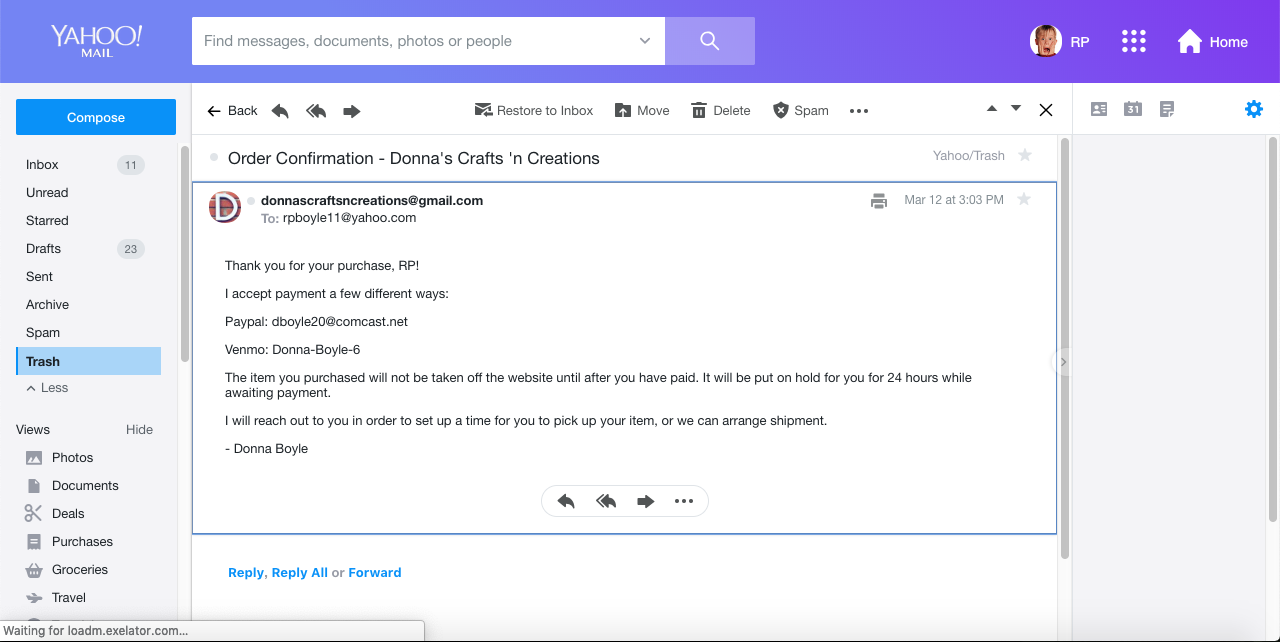 YAHOO!
MAIL
Find messages, documents, photos or people
RP
Home
Compose
Inbox 11
Unread
Starred
Drafts 23
Sent
Archive
Spam
Trash
Less
Views Hide
Photos
Documents
Deals
Purchases
Groceries
Travel
Back
Restore to Inbox Move Delete Spam
31
Order Confirmation - Donna's Crafts 'n Creations Yahoo/Trash
D
donnascraftsncreations@gmail.com Mar 12 at 3:03 PM
To: rpboyle11@yahoo.com
Thank you for your purchase, RP!
I accept payment a few different ways:
Paypal: dboyle20@comcast.net
Venmo: Donna-Boyle-6
The item you purchased will not be taken off the website until after you have paid. It will be put on hold for you for 24 hours while
awaiting payment.
I will reach out to you in order to set up a time for you to pick up your item, or we can arrange shipment.
- Donna Boyle
Reply, Reply All or Forward
Waiting for loadm.exelator.com...